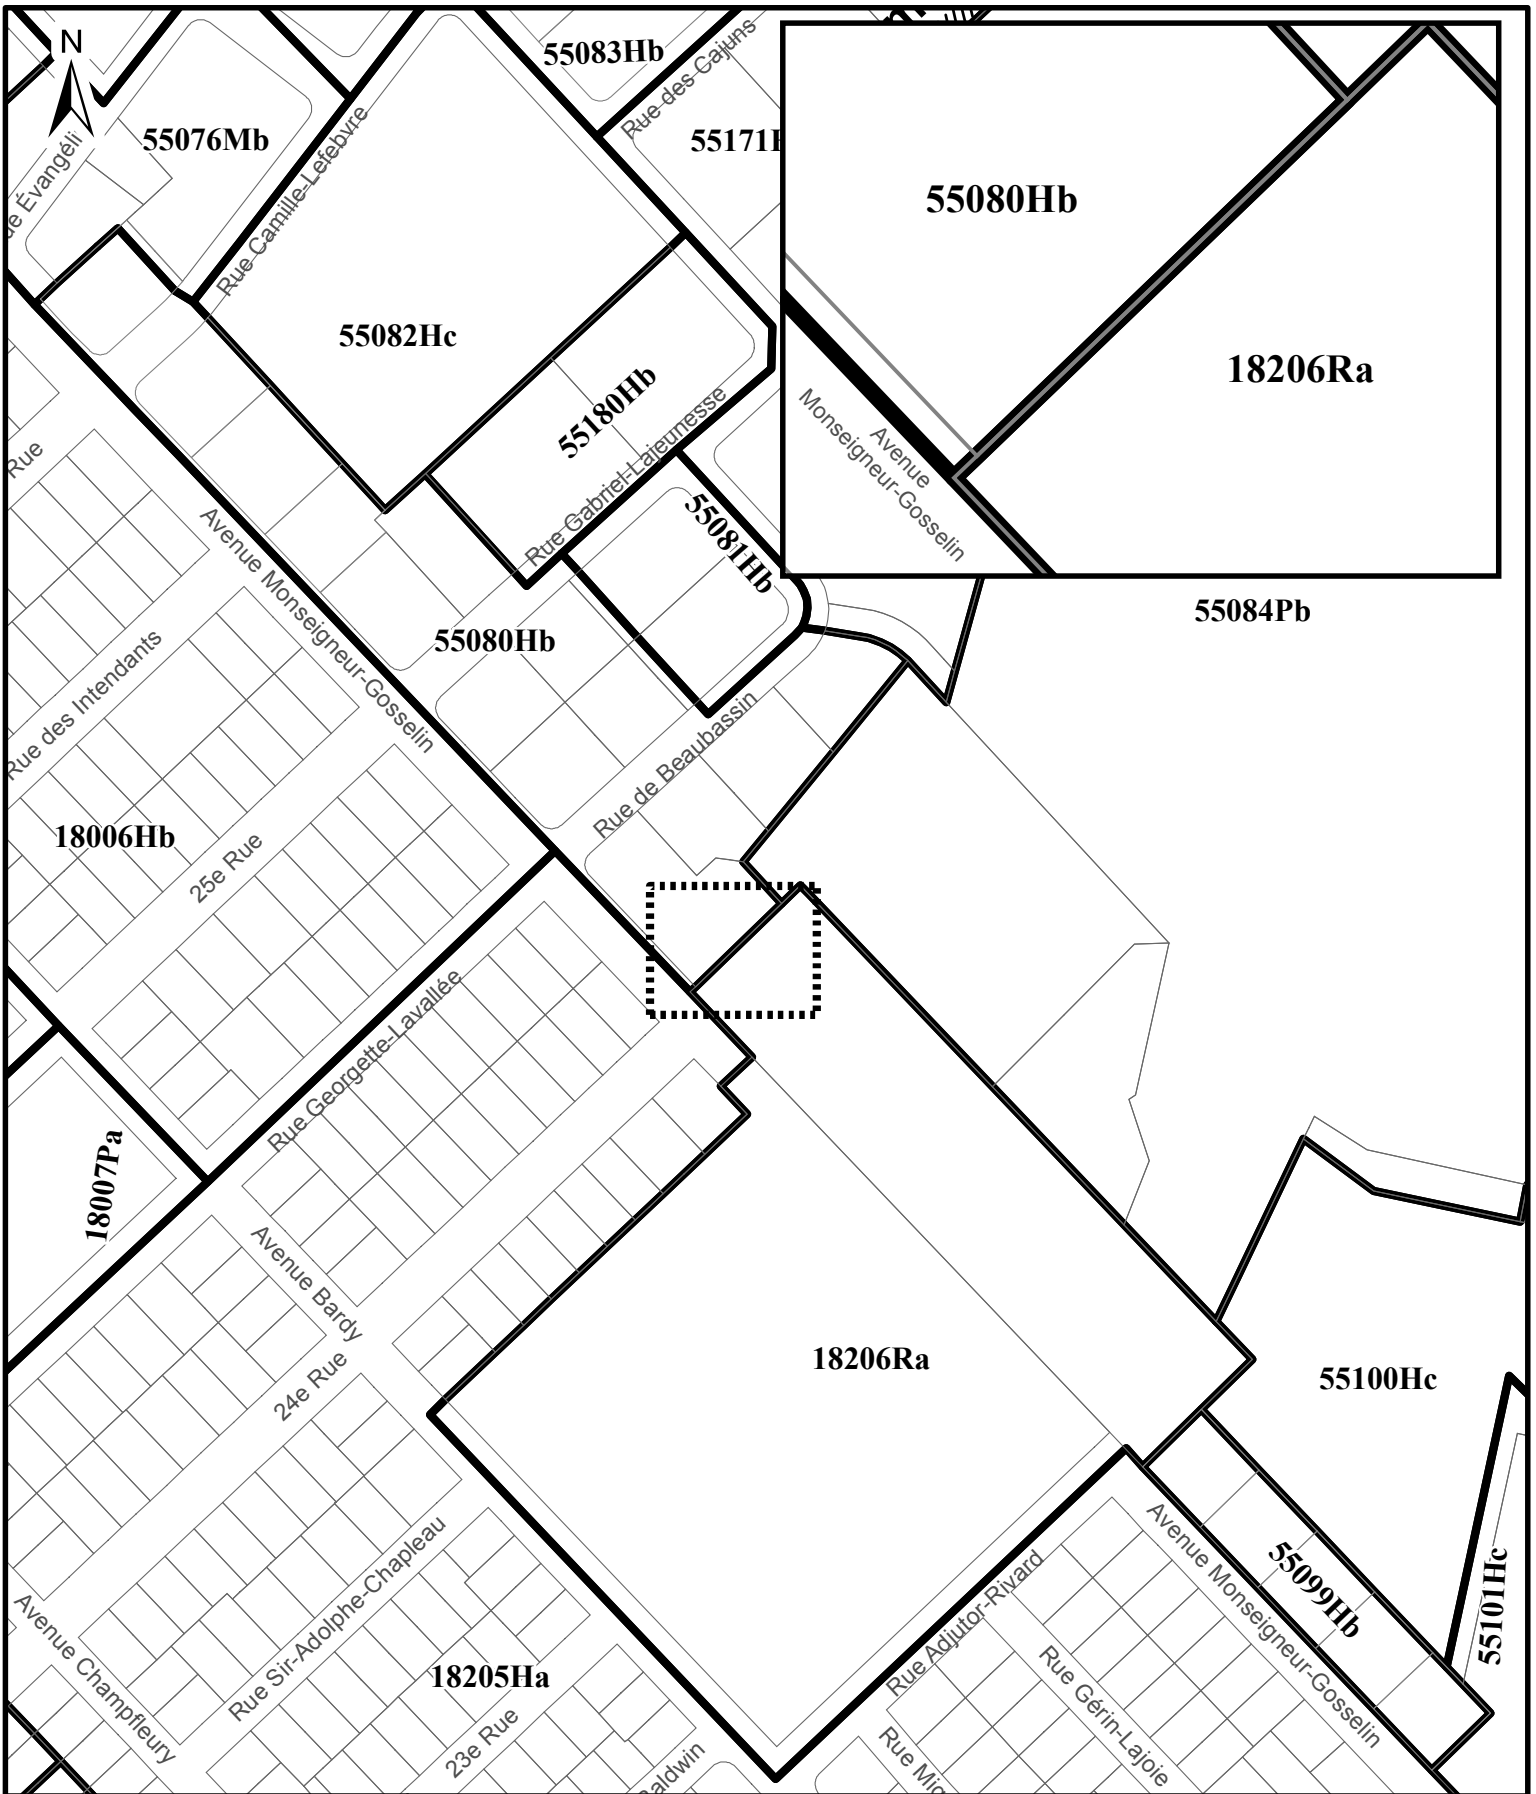 N
55083Hb
Rue des Cajuns
55076Mb
Rue Camille-Lefebvre
55082Hc
55180Hb
Rue Gabriel-Lajeunesse
55081Hb
55080Hb
18206Ra
Avenue
Monseigneur-Gosselin
55084Pb
Rue
Avenue Monseigneur-Gosselin
55080Hb
Rue des Intendants
Rue de Beaubassin
18006Hb
25e Rue
Rue Georgette-Lavallée
18007Pa
Avenue Bardy
24e Rue
18206Ra
55100Hc
Avenue Monseigneur-Gosselin
55099Hb
55101Hc
Rue Adjutor-Rivard
Rue Sir-Adolphe-Chapleau
Avenue Champfleury
18205Ha
23e Rue
Rue Gérin-Lajoie
Rue